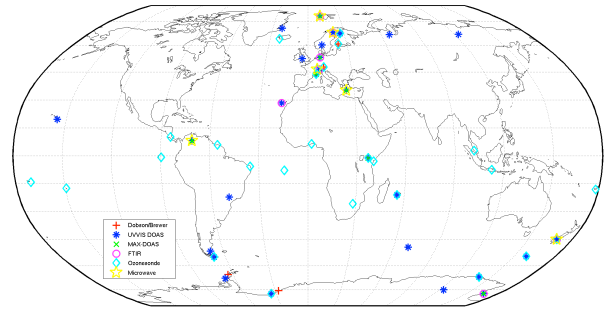 Dobson/Brewer
UVVIS DOAS
MAX-DOAS
FTIR
Ozonesonde
Microwave